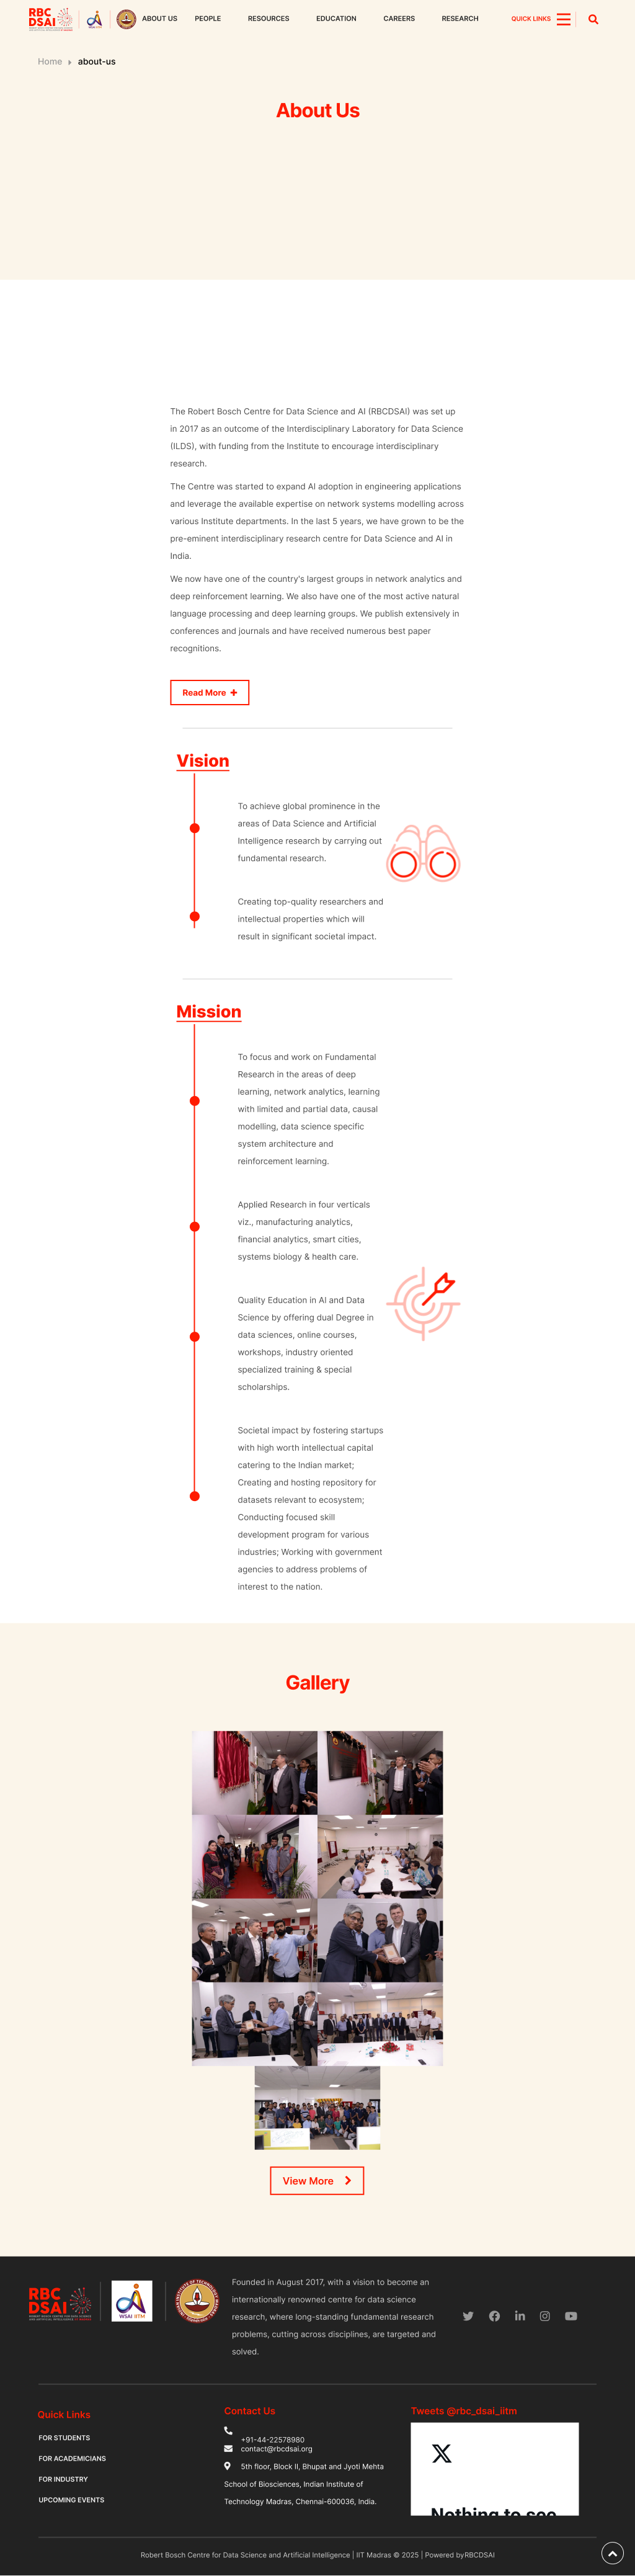 RBC
DSAI
ABOUT US
PEOPLE
RESOURCES
EDUCATION
CAREERS
RESEARCH
QUICK LINKS
Home
about-us
About Us
The Robert Bosch Centre for Data Science and AI (RBCDSAI) was set up
in 2017 as an outcome of the Interdisciplinary Laboratory for Data Science
(ILDS), with funding from the Institute to encourage interdisciplinary
research.
The Centre was started to expand AI adoption in engineering applications
and leverage the available expertise on network systems modelling across
various Institute departments. In the last 5 years, we have grown to be the
pre-eminent interdisciplinary research centre for Data Science and AI in
India.
We now have one of the country's largest groups in network analytics and
deep reinforcement learning. We also have one of the most active natural
language processing and deep learning groups. We publish extensively in
conferences and journals and have received numerous best paper
recognitions.
Read More +
Vision
To achieve global prominence in the
areas of Data Science and Artificial
Intelligence research by carrying out
fundamental research.
Creating top-quality researchers and
intellectual properties which will
result in significant societal impact.
Mission
To focus and work on Fundamental
Research in the areas of deep
learning, network analytics, learning
with limited and partial data, causal
modelling, data science specific
system architecture and
reinforcement learning.
Applied Research in four verticals
viz., manufacturing analytics,
financial analytics, smart cities,
systems biology & health care.
Quality Education in AI and Data
Science by offering dual Degree in
data sciences, online courses,
workshops, industry oriented
specialized training & special
scholarships.
Societal impact by fostering startups
with high worth intellectual capital
catering to the Indian market;
Creating and hosting repository for
datasets relevant to ecosystem;
Conducting focused skill
development program for various
industries; Working with government
agencies to address problems of
interest to the nation.
Gallery
View More
RBC
DSAI
WSAI IITM
Founded in August 2017, with a vision to become an
internationally renowned centre for data science
research, where long-standing fundamental research
problems, cutting across disciplines, are targeted and
solved.
Quick Links
FOR STUDENTS
FOR ACADEMICIANS
FOR INDUSTRY
UPCOMING EVENTS
Contact Us
+91-44-22578980
contact@rbcdsai.org
5th floor, Block II, Bhupat and Jyoti Mehta
School of Biosciences, Indian Institute of
Technology Madras, Chennai-600036, India.
Tweets @rbc_dsai_iitm
Nothing to see
Robert Bosch Centre for Data Science and Artificial Intelligence | IIT Madras © 2025 | Powered byRBCDSAI